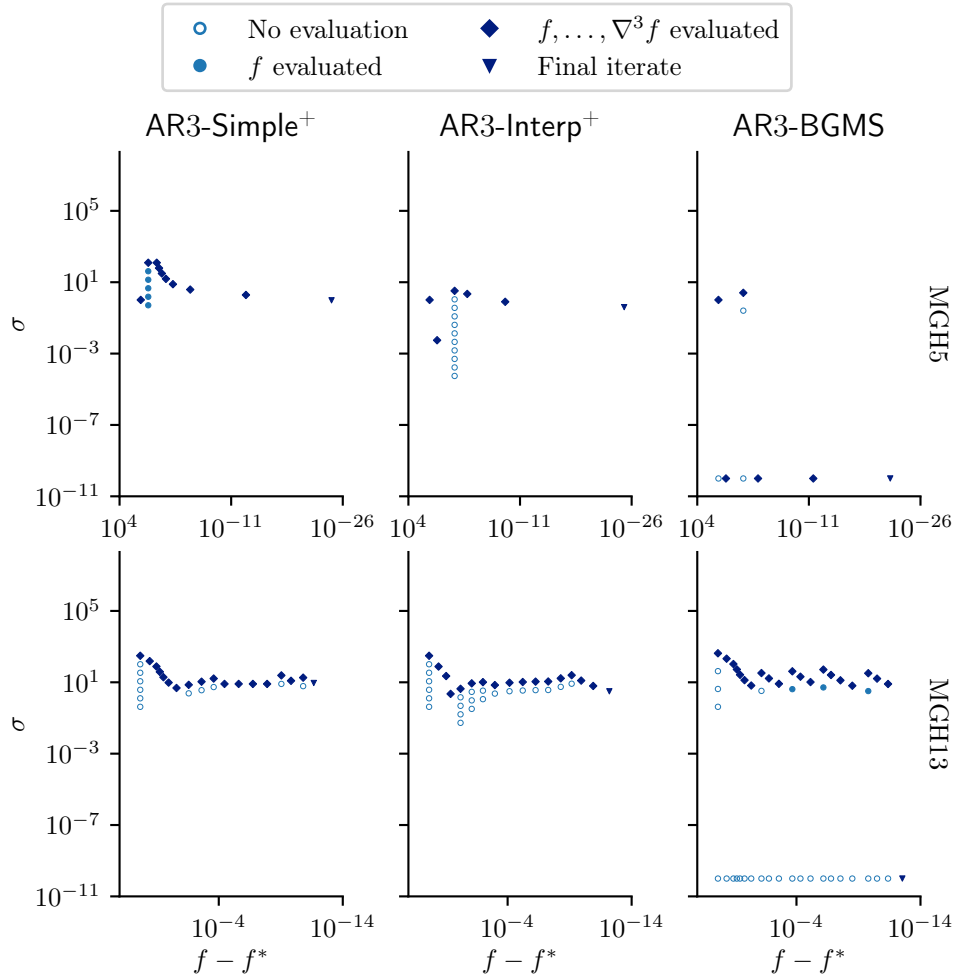 No evaluation
f evaluated
f, . . . , ∇³f evaluated
Final iterate
AR3-Simple⁺ AR3-Interp⁺ AR3-BGMS
σ
10⁵
10¹
10⁻³
10⁻⁷
10⁻¹¹
MGH5
10⁴ 10⁻¹¹ 10⁻²⁶ 10⁴ 10⁻¹¹ 10⁻²⁶ 10⁴ 10⁻¹¹ 10⁻²⁶
σ
10⁵
10¹
10⁻³
10⁻⁷
10⁻¹¹
MGH13
10⁻⁴ 10⁻¹⁴ 10⁻⁴ 10⁻¹⁴ 10⁻⁴ 10⁻¹⁴
f − f* f − f* f − f*